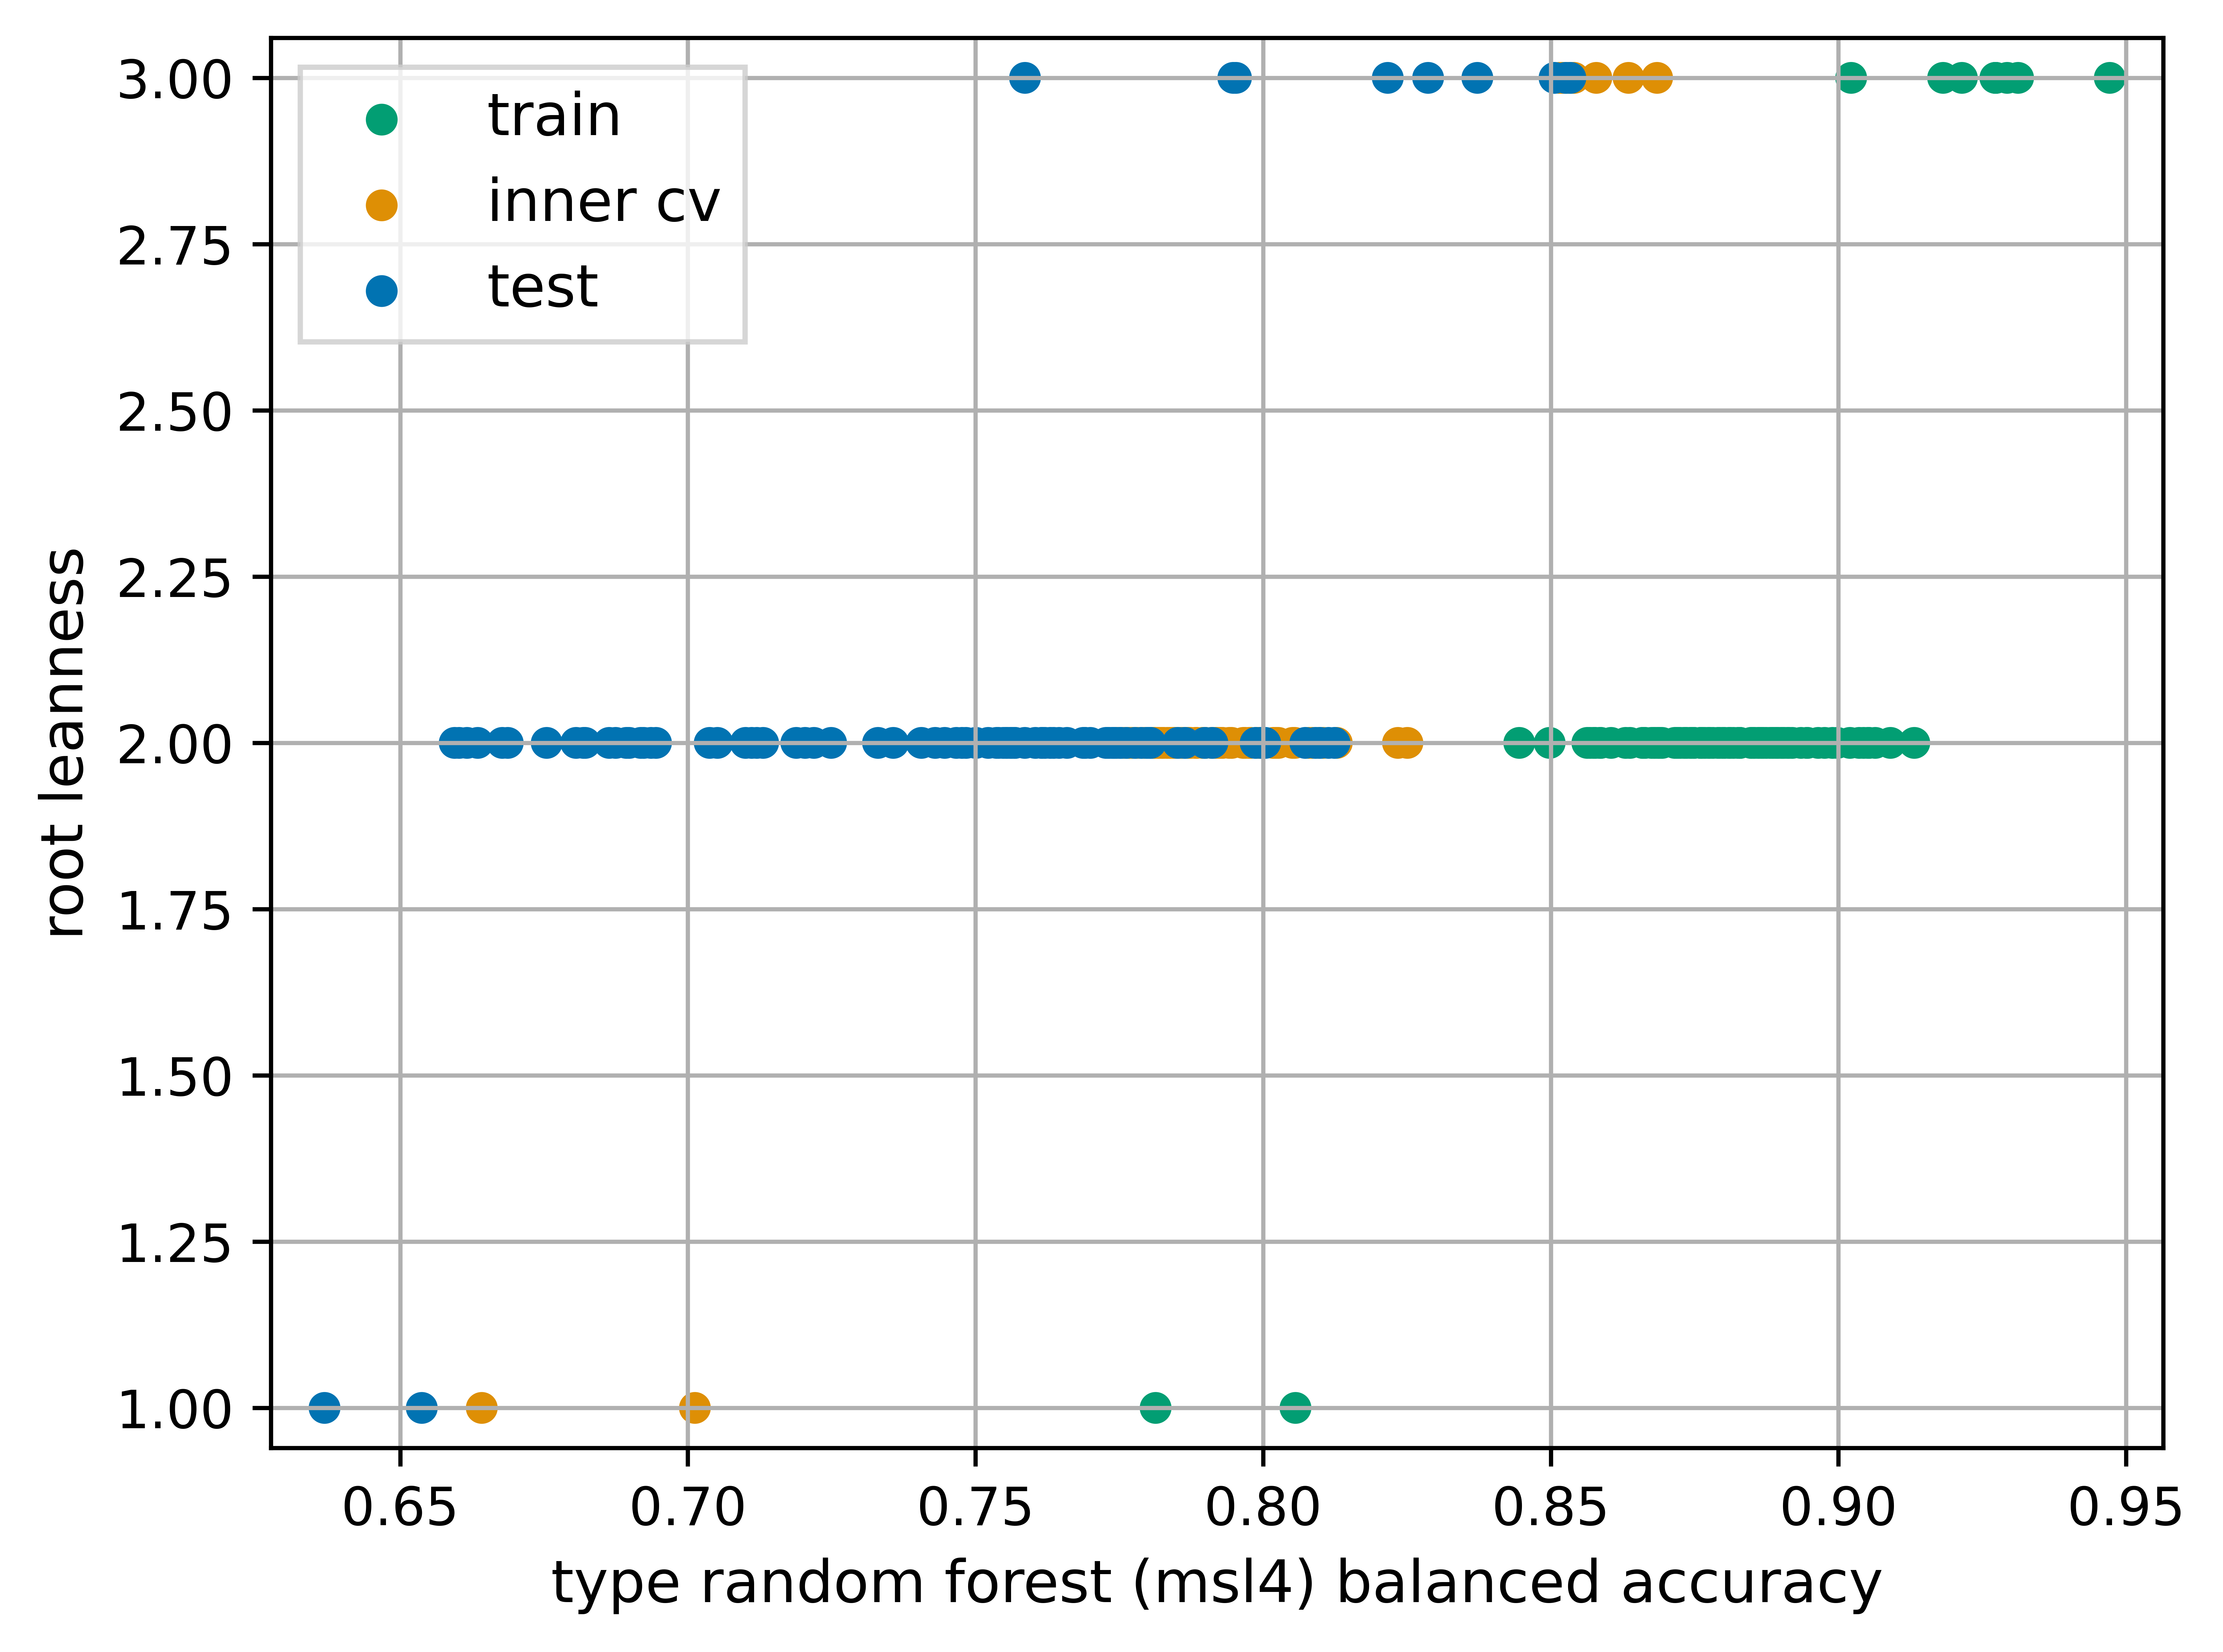 train
inner cv
test
root leanness
3.00
2.75
2.50
2.25
2.00
1.75
1.50
1.25
1.00
0.65 0.70 0.75 0.80 0.85 0.90 0.95
type random forest (msl4) balanced accuracy